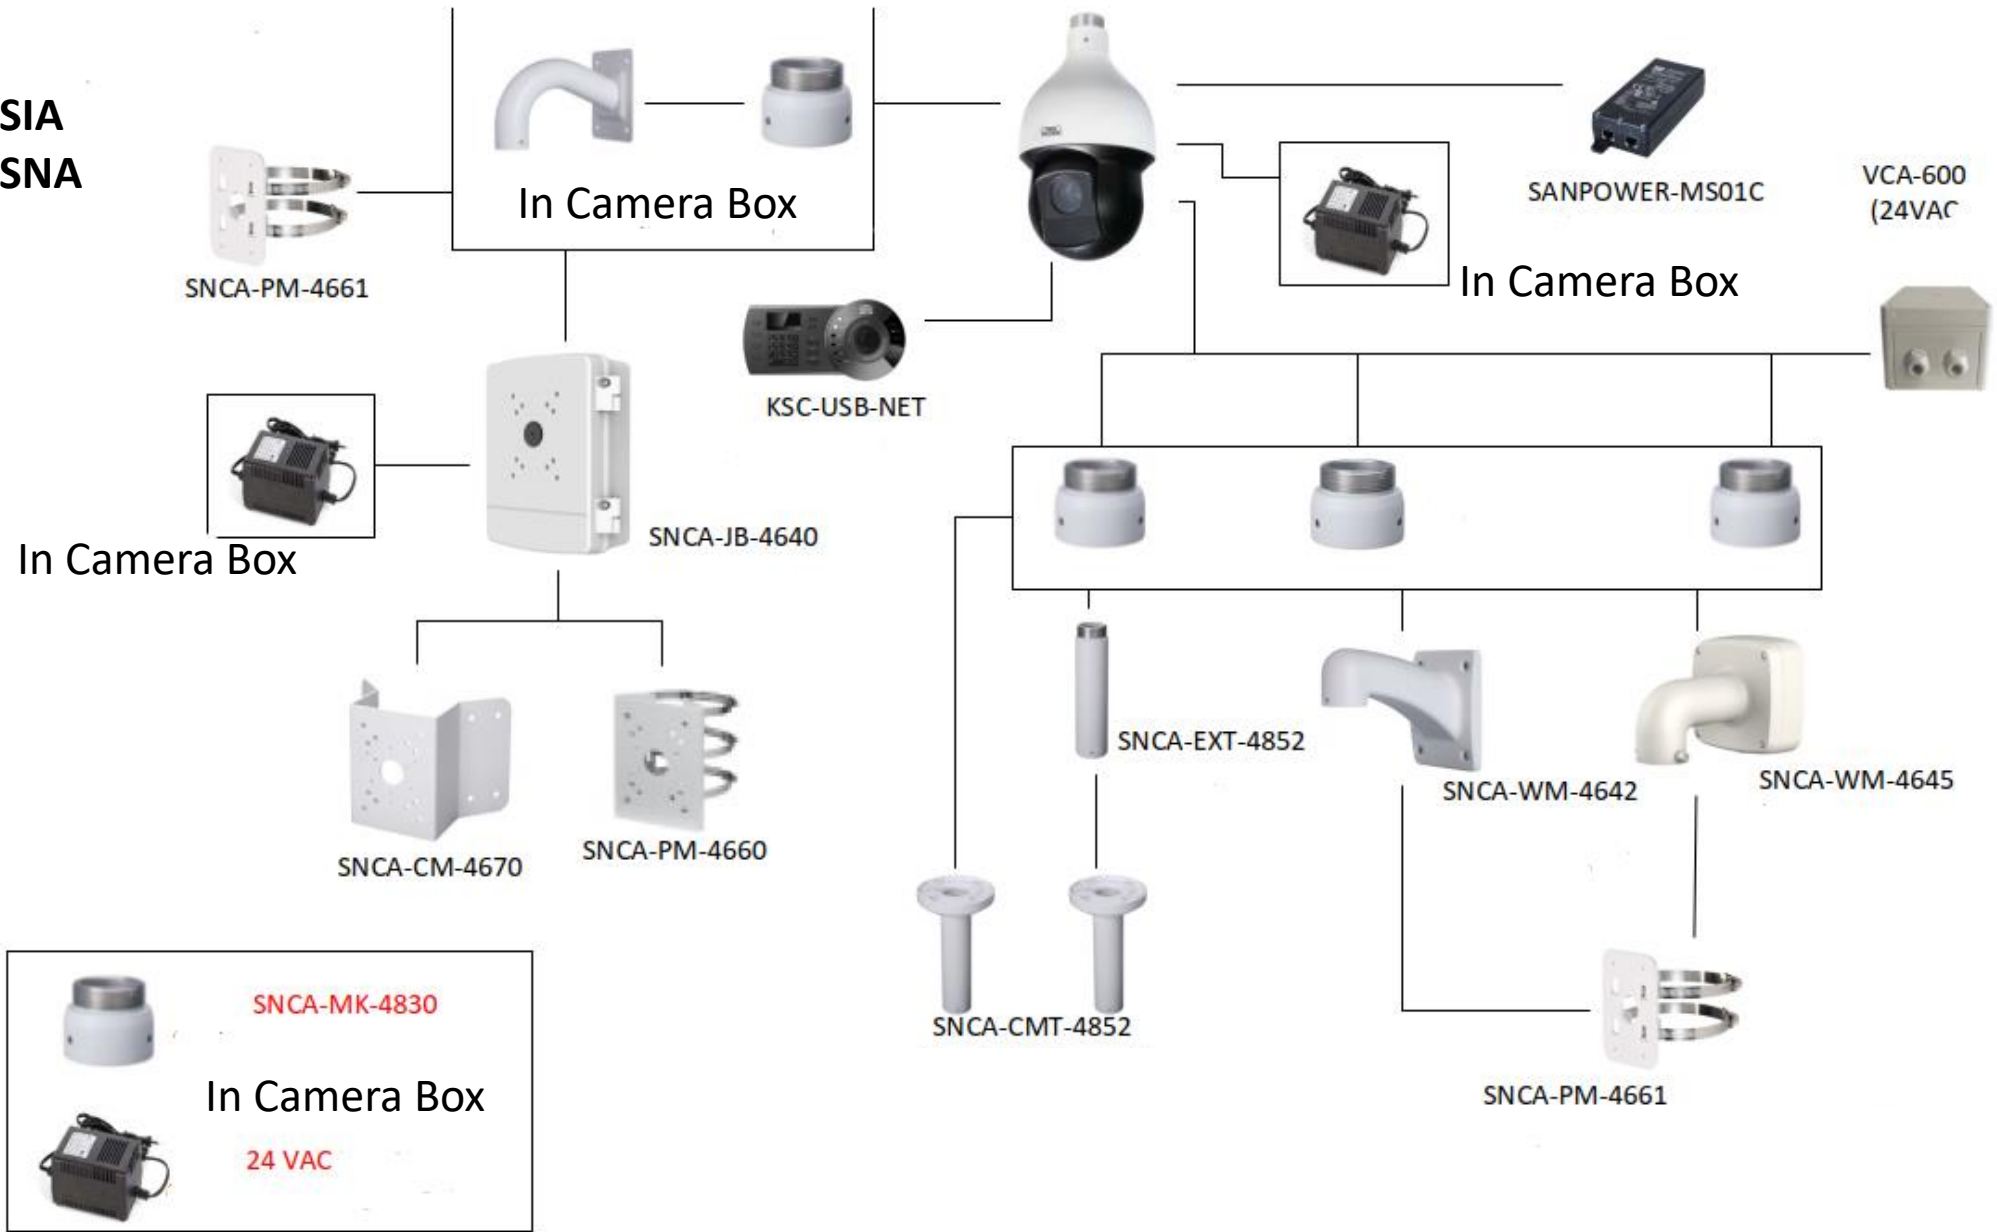 SIA
SNA
In Camera Box
SNCA-PM-4661
SANPOWER-MS01C
VCA-600
(24VAC
In Camera Box
KSC-USB-NET
SNCA-JB-4640
In Camera Box
SNCA-EXT-4852
SNCA-WM-4642
SNCA-WM-4645
SNCA-CM-4670
SNCA-PM-4660
SNCA-CMT-4852
SNCA-PM-4661
SNCA-MK-4830
In Camera Box
24 VAC